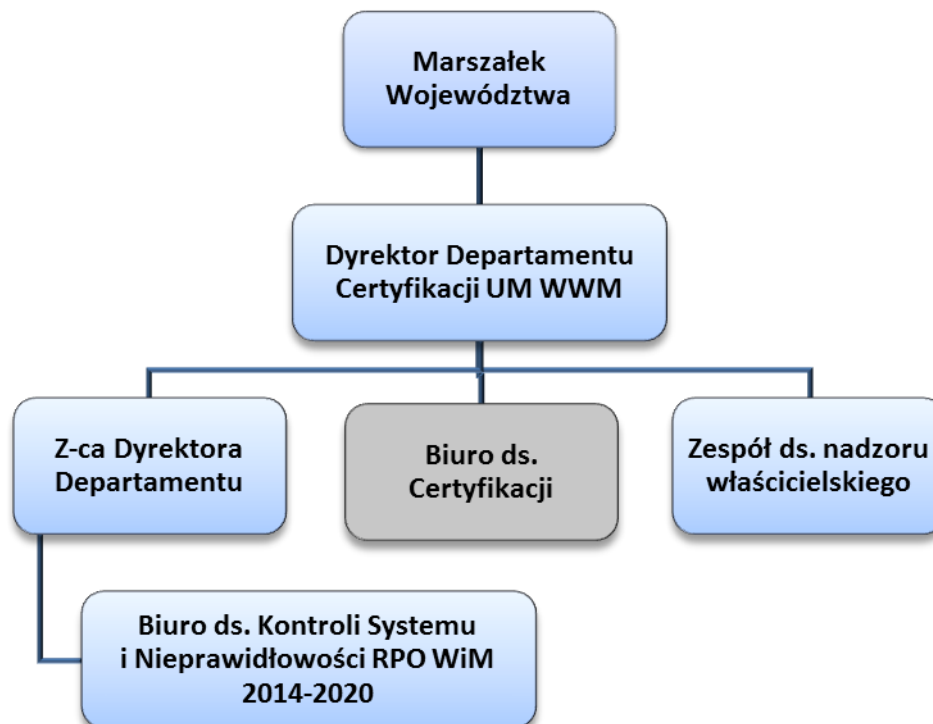 Marszałek
Województwa
Dyrektor Departamentu
Certyfikacji UM WWM
Z-ca Dyrektora
Departamentu
Biuro ds.
Certyfikacji
Zespół ds. nadzoru
właścicielskiego
Biuro ds. Kontroli Systemu
i Nieprawidłowości RPO WiM
2014-2020